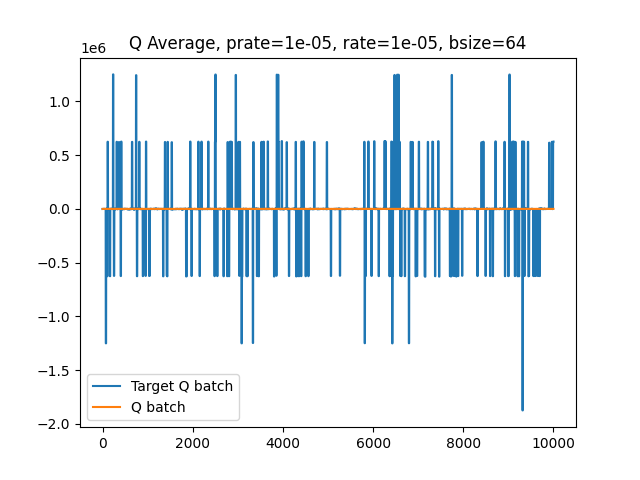 Q Average, prate=1e-05, rate=1e-05, bsize=64
1e6
1.0
0.5
0.0
−0.5
−1.0
−1.5
−2.0
Target Q batch
Q batch
0 2000 4000 6000 8000 10000